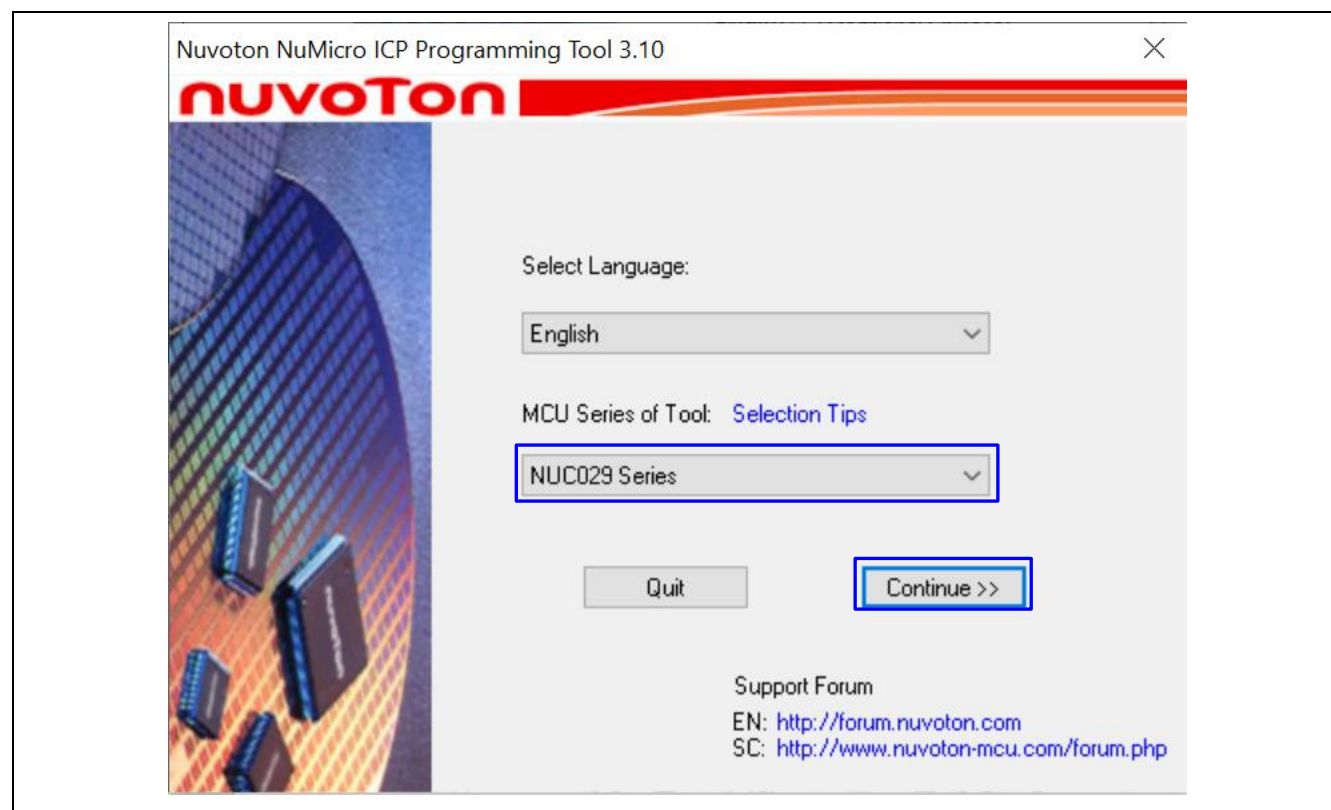 Nuvoton NuMicro ICP Programming Tool 3.10
nuvoTon
Select Language:
English
MCU Series of Tool: Selection Tips
NUC029 Series
Quit Continue >>
Support Forum
EN: http://forum.nuvoton.com
SC: http://www.nuvoton-mcu.com/forum.php